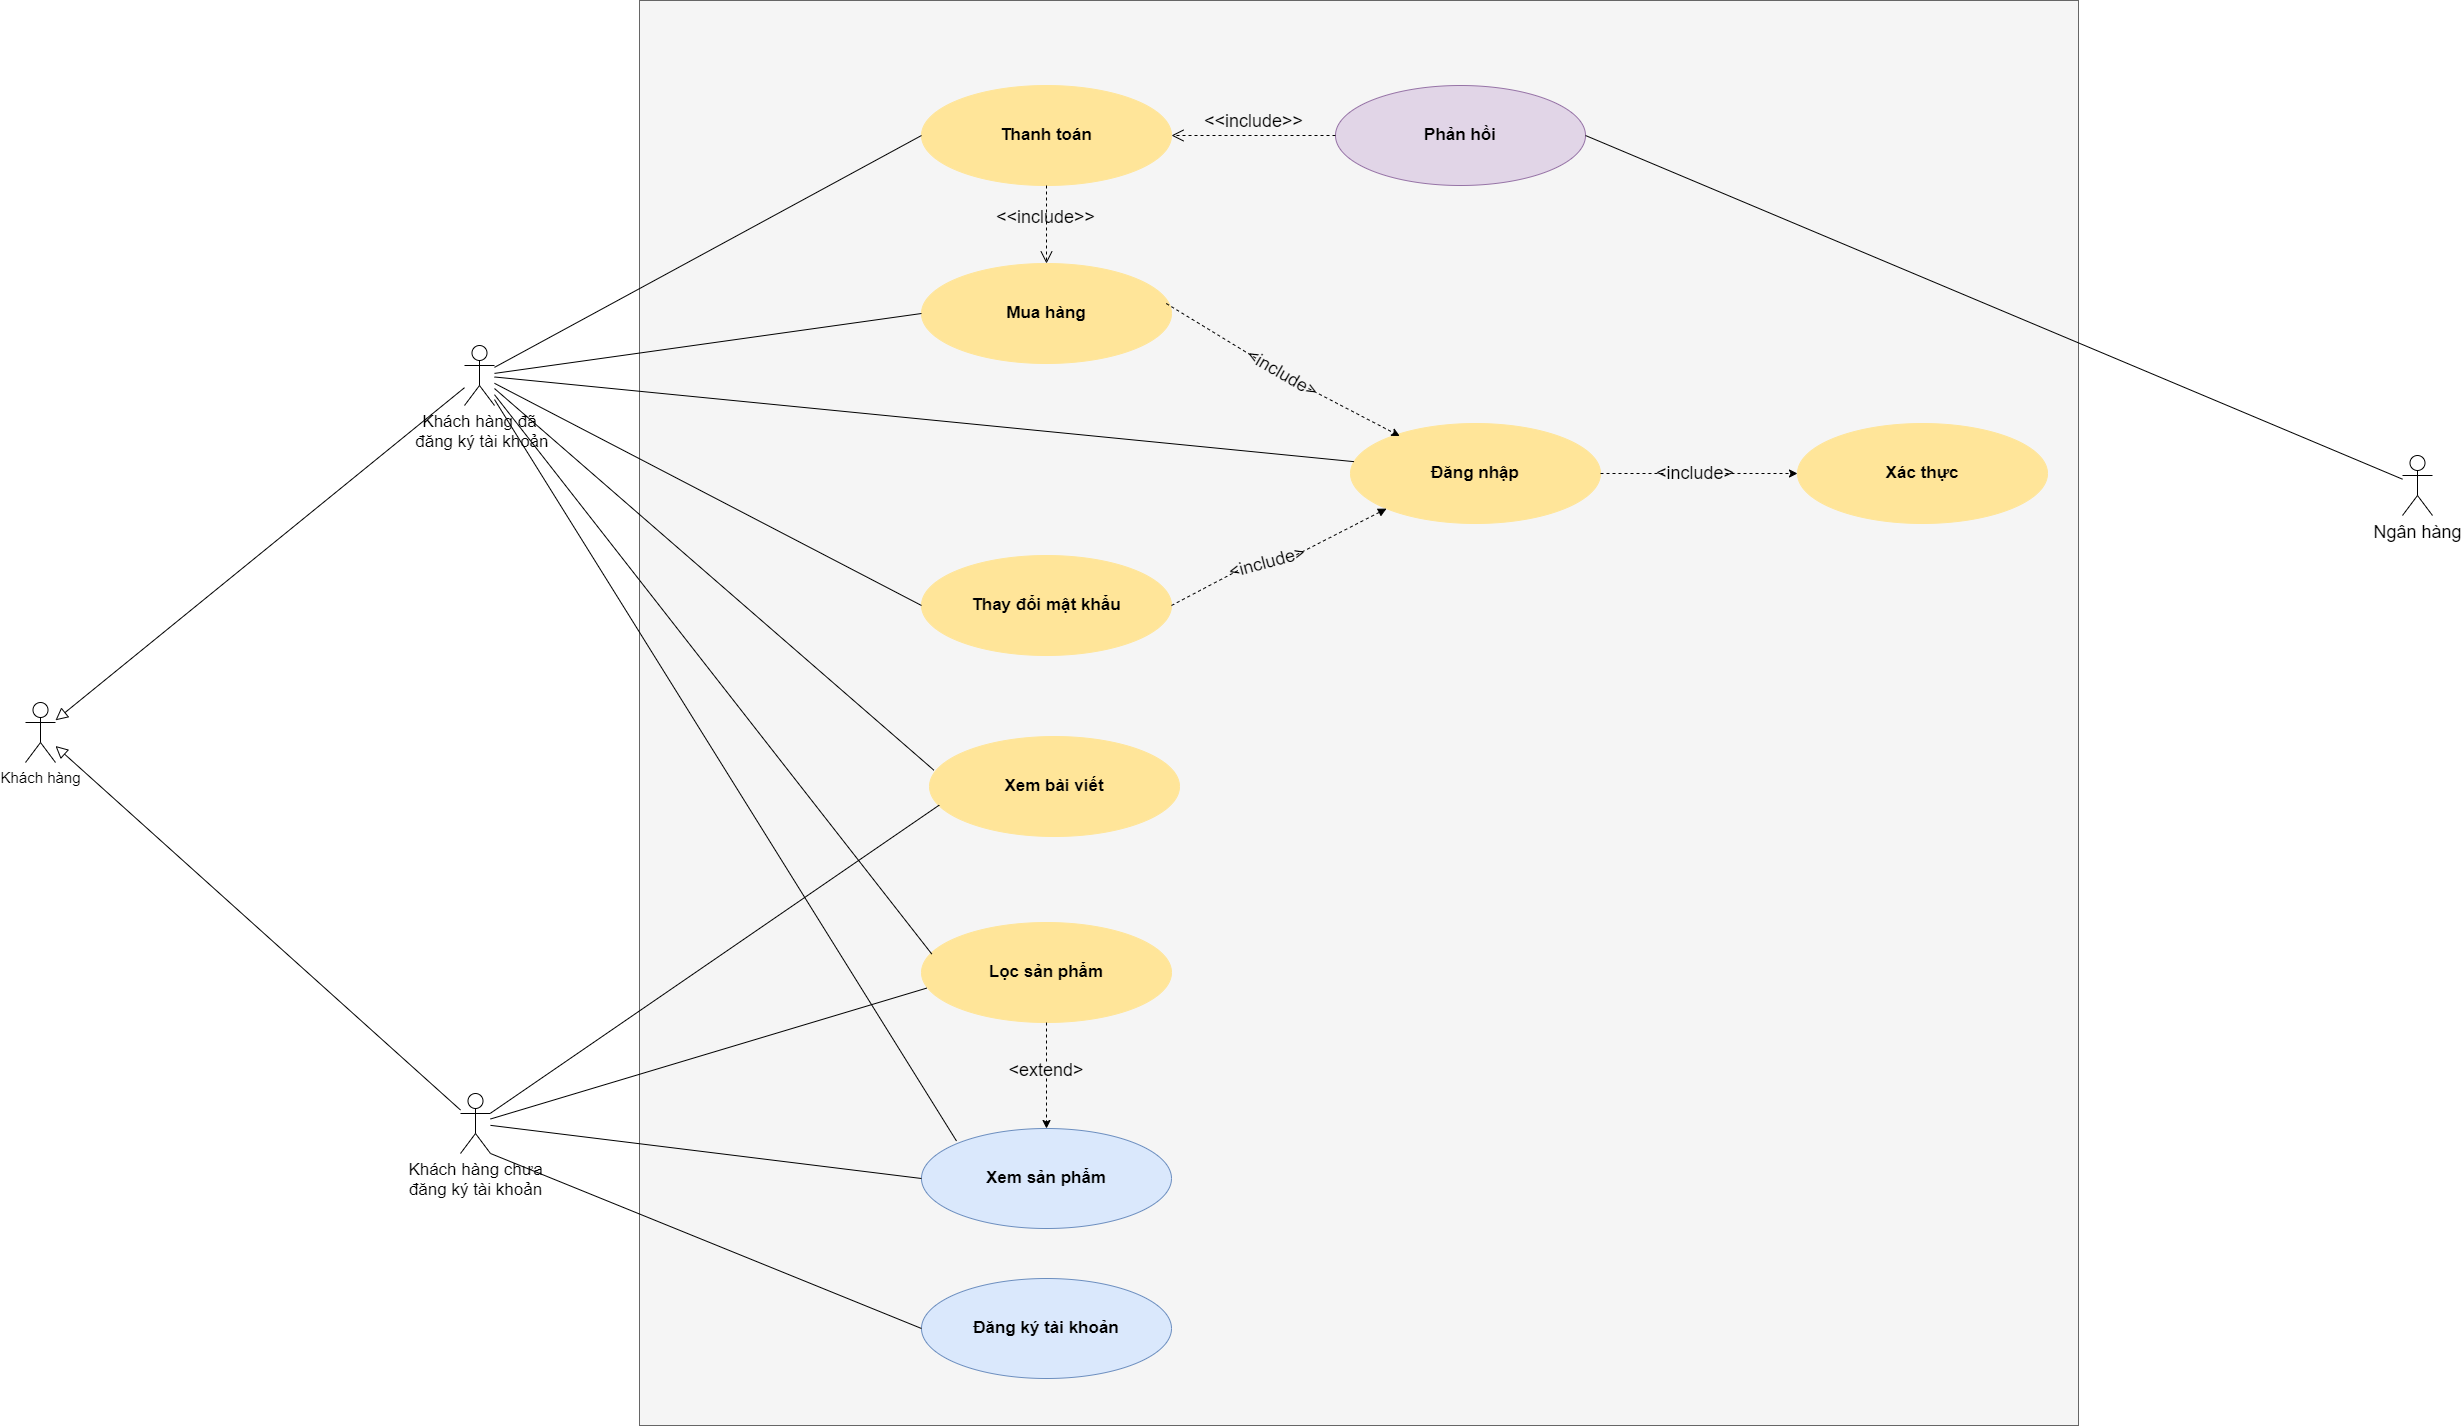 Thanh toán
<<include>>
Phản hồi
<<include>>
Mua hàng
<include>
Khách hàng đã
đăng ký tài khoản
Đăng nhập
<include>
Xác thực
Ngân hàng
<include>
Thay đổi mật khẩu
Khách hàng
Xem bài viết
Lọc sản phẩm
<extend>
Khách hàng chưa
đăng ký tài khoản
Xem sản phẩm
Đăng ký tài khoản